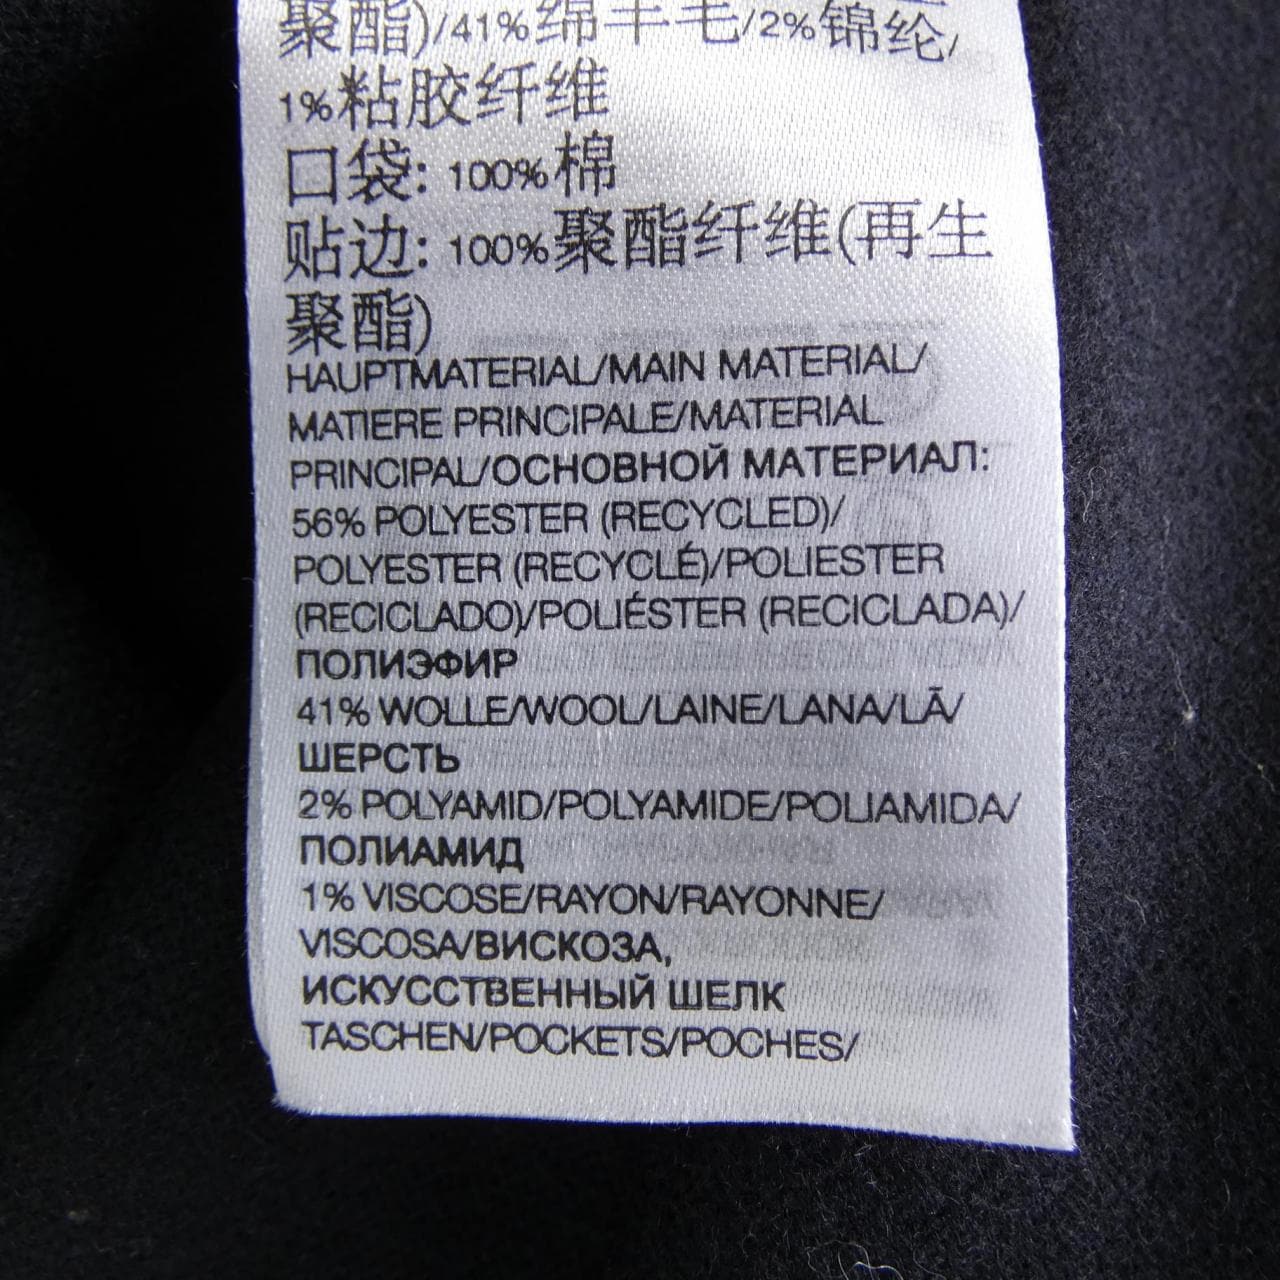 聚酯)/41%绵羊毛/2%锦纶/
1%粘胶纤维
口袋: 100%棉
贴边: 100%聚酯纤维(再生
聚酯)
HAUPTMATERIAL/MAIN MATERIAL/
MATIERE PRINCIPALE/MATERIAL
PRINCIPAL/ОСНОВНОЙ МАТЕРИАЛ:
56% POLYESTER (RECYCLED)/
POLYESTER (RECYCLÉ)/POLIESTER
(RECICLADO)/POLIÉSTER (RECICLADA)/
ПОЛИЭФИР
41% WOLLE/WOOL/LAINE/LANA/LÃ/
ШЕРСТЬ
2% POLYAMID/POLYAMIDE/POLIAMIDA/
ПОЛИАМИД
1% VISCOSE/RAYON/RAYONNE/
VISCOSA/ВИСКОЗА,
ИСКУССТВЕННЫЙ ШЕЛК
TASCHEN/POCKETS/POCHES/